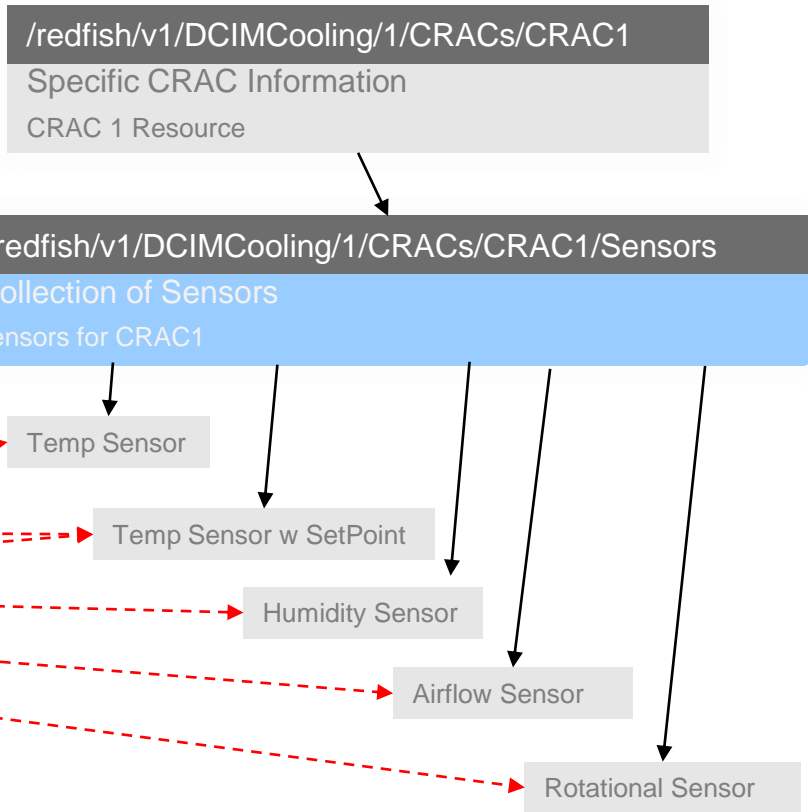 /redfish/v1/DCIMCooling/1/CRACs/CRAC1
Specific CRAC Information
CRAC 1 Resource
redfish/v1/DCIMCooling/1/CRACs/CRAC1/Sensors
ollection of Sensors
ensors for CRAC1
Temp Sensor
Temp Sensor w SetPoint
Humidity Sensor
Airflow Sensor
Rotational Sensor